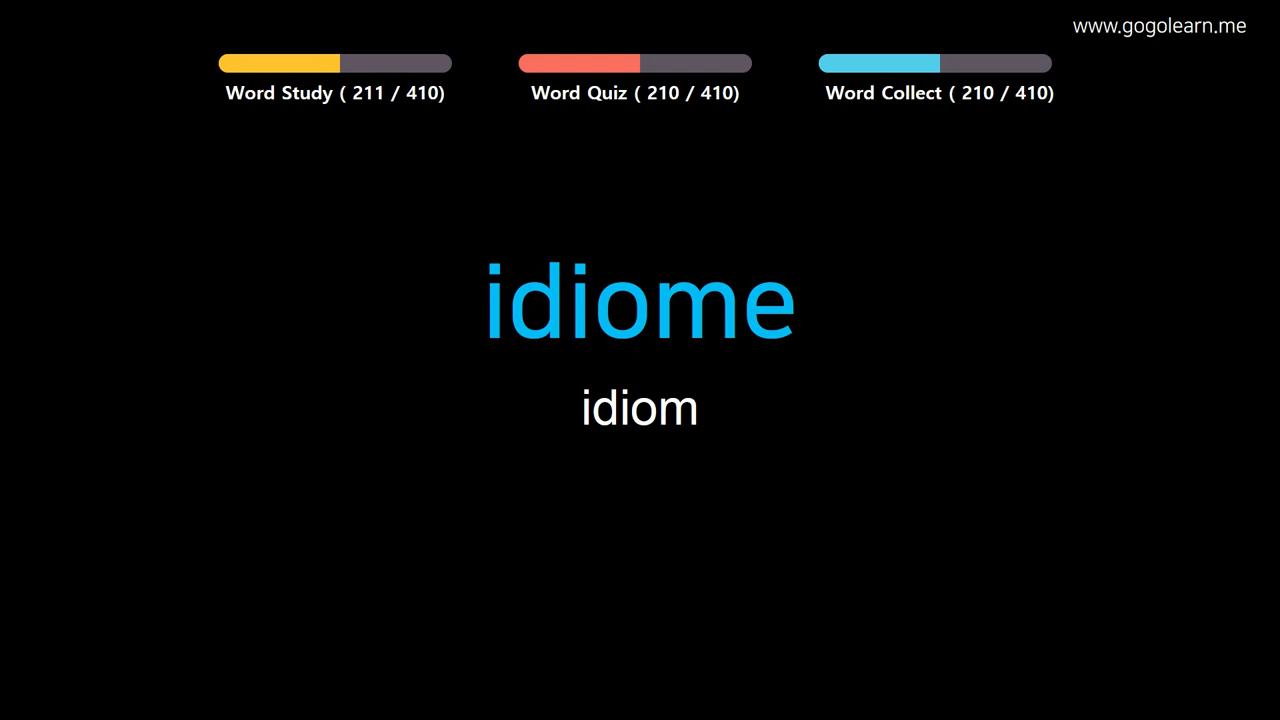 www.gogolearn.me
Word Study ( 211 / 410)
Word Quiz ( 210 / 410)
Word Collect ( 210 / 410)
idiome
idiom